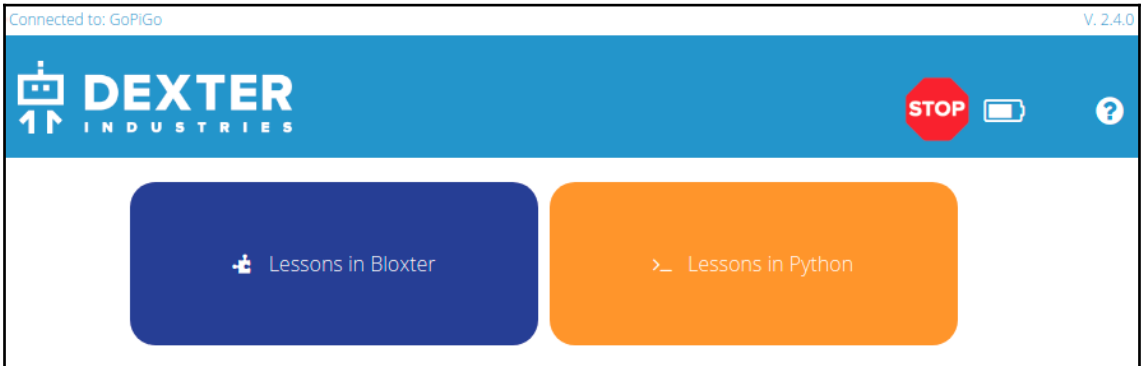 Connected to: GoPiGo
V. 2.4.0
DEXTER
INDUSTRIES
STOP
?
Lessons in Bloxter
>_ Lessons in Python